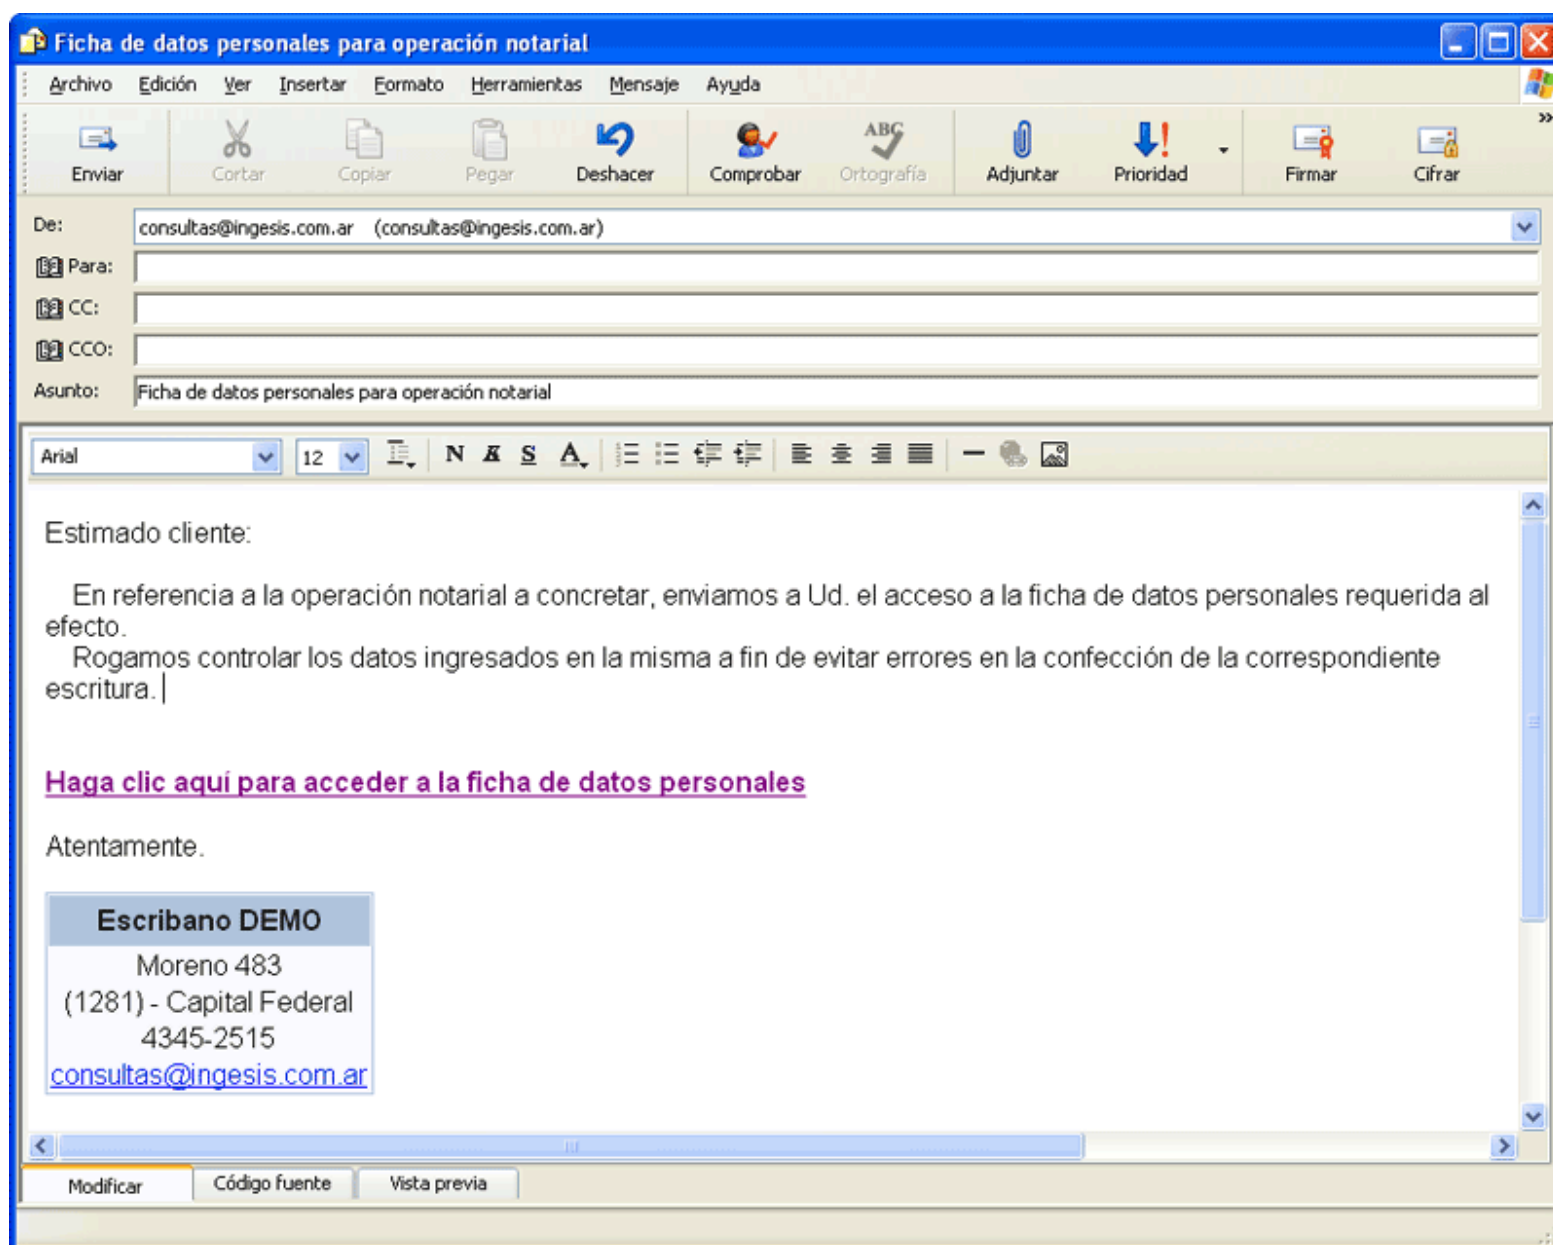 Ficha de datos personales para operación notarial
Archivo Edición Ver Insertar Formato Herramientas Mensaje Ayuda
ABC
Enviar Cortar Copiar Pegar Deshacer Comprobar Ortografía Adjuntar Prioridad Firmar Cifrar
De: consultas@ingesis.com.ar (consultas@ingesis.com.ar)
Para:
CC:
CCO:
Asunto: Ficha de datos personales para operación notarial
Arial 12 N K S A
Estimado cliente:
En referencia a la operación notarial a concretar, enviamos a Ud. el acceso a la ficha de datos personales requerida al
efecto.
Rogamos controlar los datos ingresados en la misma a fin de evitar errores en la confección de la correspondiente
escritura.
Haga clic aquí para acceder a la ficha de datos personales
Atentamente.
Escribano DEMO
Moreno 483
(1281) - Capital Federal
4345-2515
consultas@ingesis.com.ar
Modificar Código fuente Vista previa